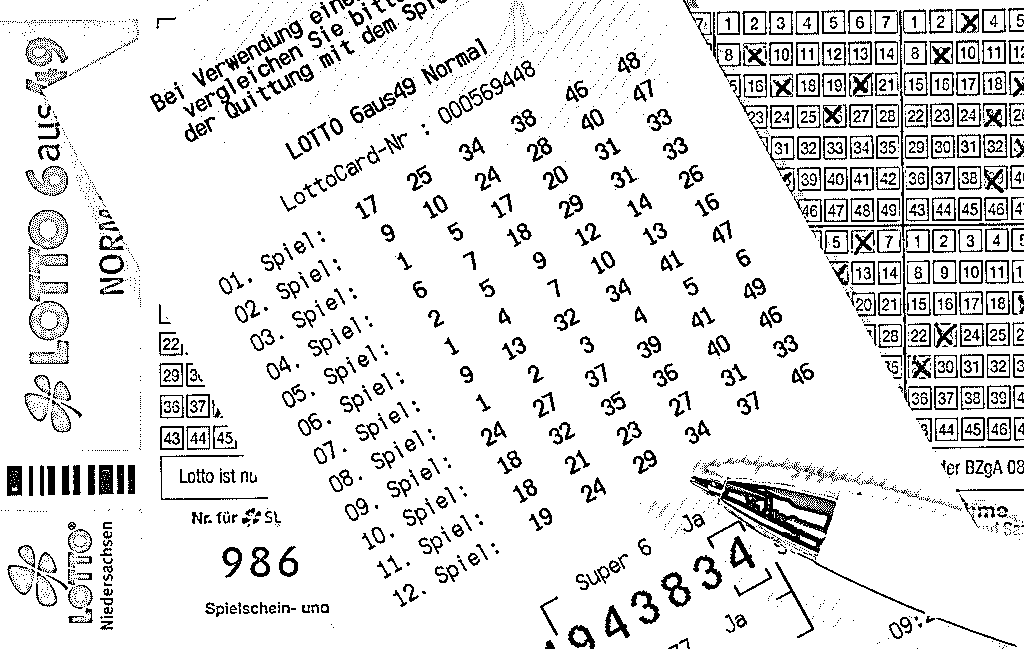 LOTTO 6aus49
NORM
LOTTO
Niedersachsen
Bei Verwendung eine
vergleichen Sie bitte
der Quittung mit dem Spie
LOTTO 6aus49 Normal
LottoCard-Nr : 000569448
01. Spiel: 17 25 34 38 46 48
02. Spiel: 9 10 24 28 40 47
03. Spiel: 1 5 17 20 31 33
04. Spiel: 6 7 18 29 31 33
05. Spiel: 2 5 9 12 14 26
06. Spiel: 1 4 7 10 13 16
07. Spiel: 9 13 32 34 41 47
08. Spiel: 1 2 3 4 5 6
09. Spiel: 24 27 37 39 41 49
10. Spiel: 18 32 35 36 40 46
11. Spiel: 18 21 23 27 31 33
12. Spiel: 19 24 29 34 37 46
Super 6 Ja
943834
77 Ja
09:
22
29
36 37
43 44 45
Lotto ist nu
Nr. für
986
Spielschein- und
7 1 2 3 4 5 6 7 1 2 4 5
8 10 11 12 13 14 8 10 11 12
16 18 19 21 15 16 17 18
23 24 25 27 28 22 23 24 26
31 32 33 34 35 29 30 31 32
39 40 41 42 36 37 38
46 47 48 49 43 44 45 46 47
5 7 1 2 3 4 5
13 14 8 9 10 11
20 21 15 16 17 18
28 22 24 25
30 31 32 33
36 37 38 39
44 45 46
der BZgA 08